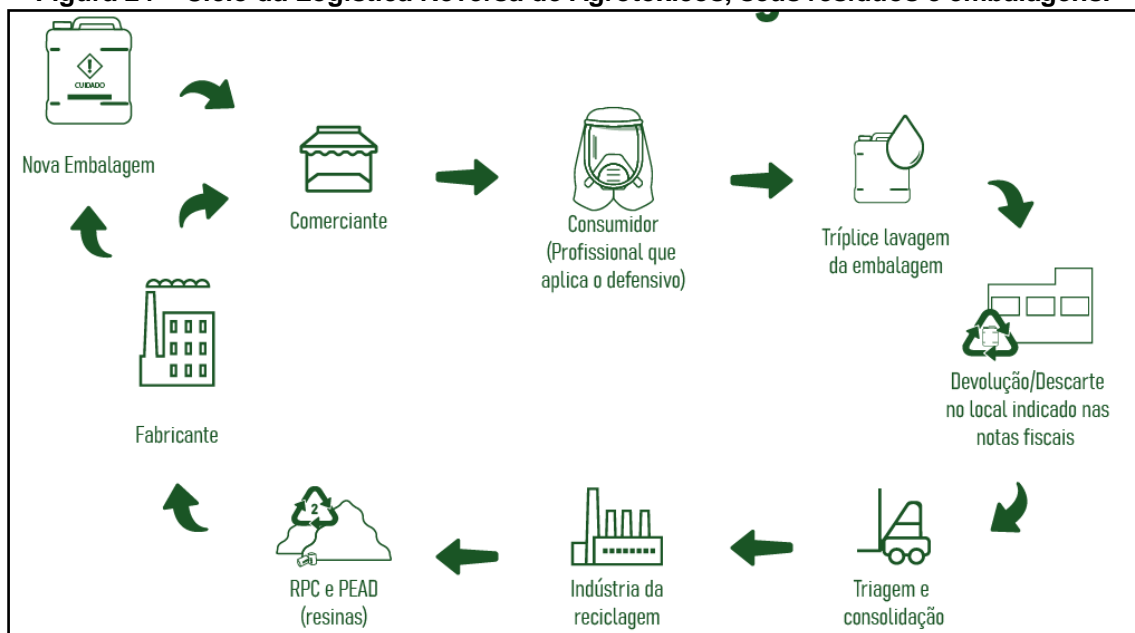 CUIDADO
Nova Embalagem
Comerciante
Consumidor
(Profissional que
aplica o defensivo)
Tríplice lavagem
da embalagem
Devolução/Descarte
no local indicado nas
notas fiscais
Triagem e
consolidação
Indústria da
reciclagem
2
RPC e PEAD
(resinas)
Fabricante